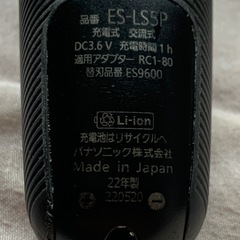 品番 ES-LS5P
充電式 交流式
DC3.6V 充電時間1h
適用アダプター RC1-80
替刃品番 ES9600
Li-ion
充電池はリサイクルへ
パナソニック株式会社
Made in Japan
22年製
220520